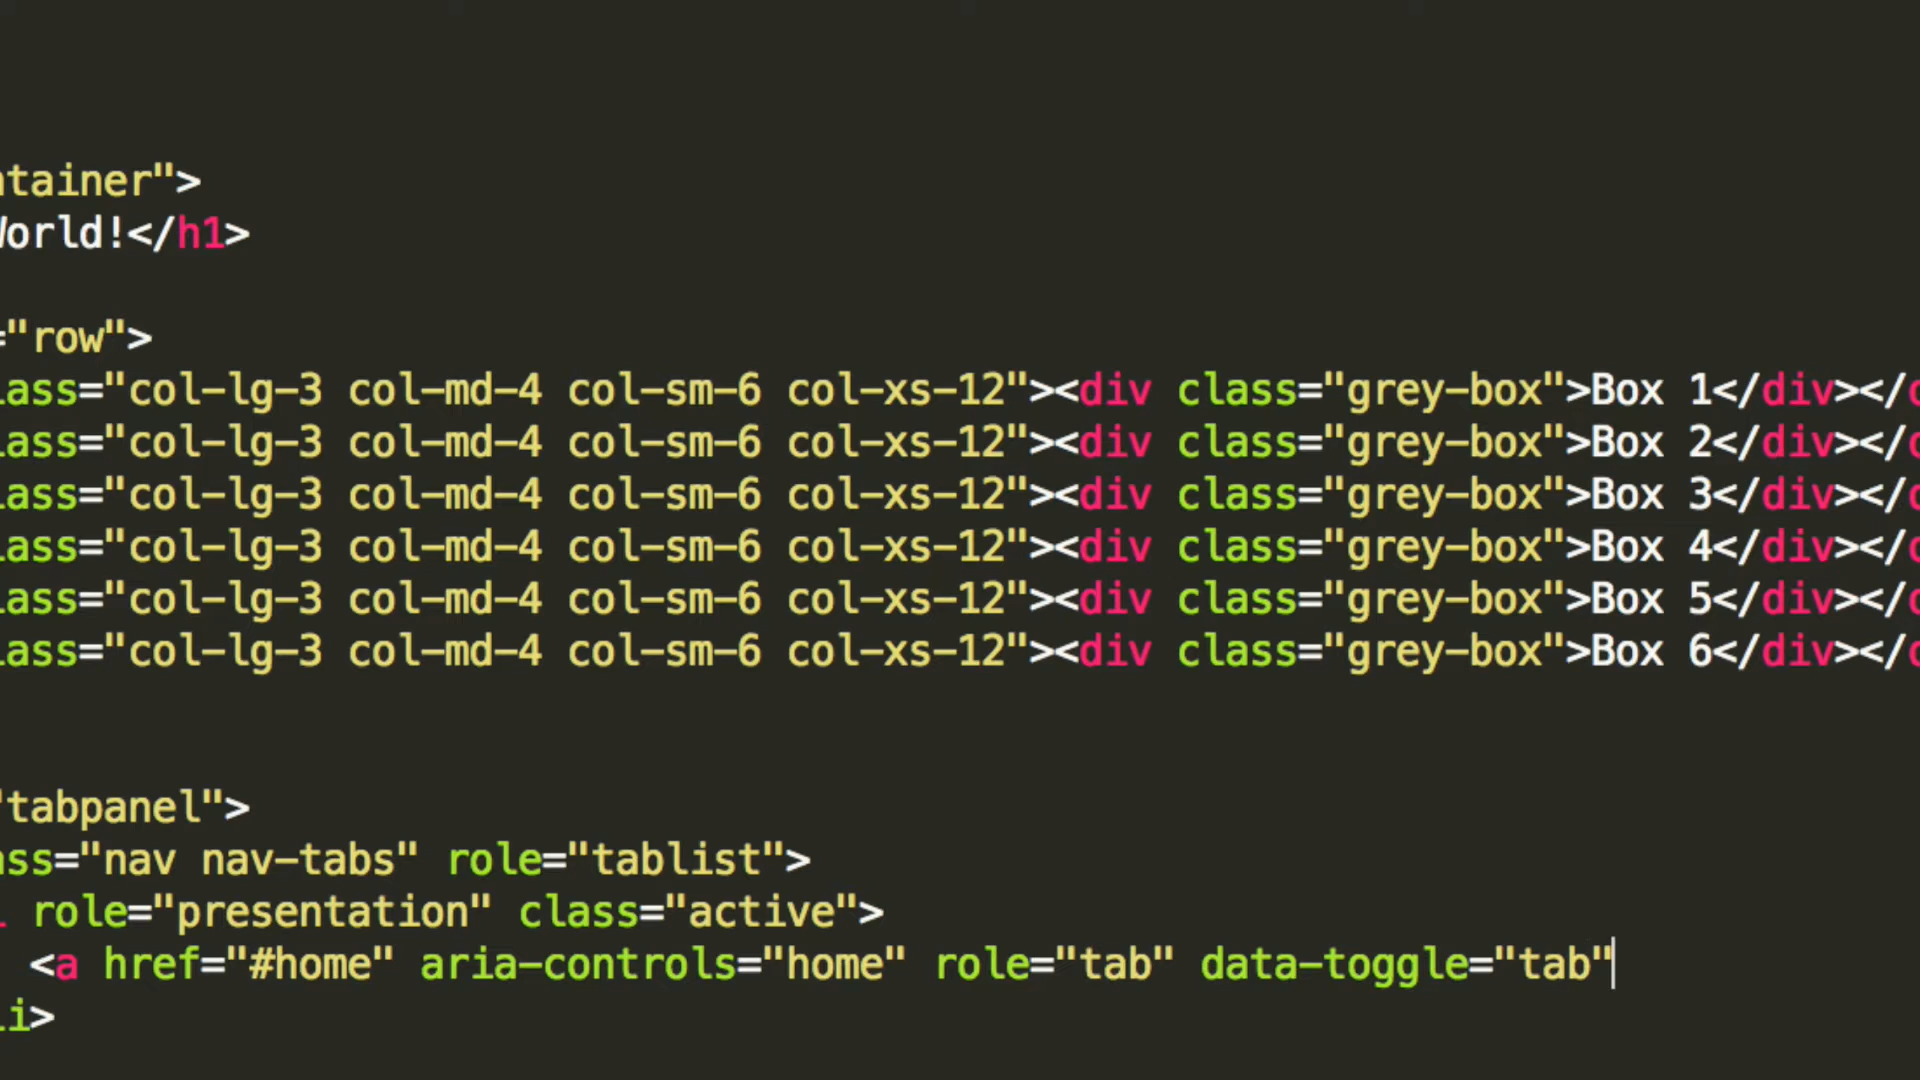 ntainer">
World!</h1>
="row">
lass="col-lg-3 col-md-4 col-sm-6 col-xs-12"><div class="grey-box">Box 1</div></d
lass="col-lg-3 col-md-4 col-sm-6 col-xs-12"><div class="grey-box">Box 2</div></d
lass="col-lg-3 col-md-4 col-sm-6 col-xs-12"><div class="grey-box">Box 3</div></d
lass="col-lg-3 col-md-4 col-sm-6 col-xs-12"><div class="grey-box">Box 4</div></d
lass="col-lg-3 col-md-4 col-sm-6 col-xs-12"><div class="grey-box">Box 5</div></d
lass="col-lg-3 col-md-4 col-sm-6 col-xs-12"><div class="grey-box">Box 6</div></d
"tabpanel">
ass="nav nav-tabs" role="tablist">
i role="presentation" class="active">
<a href="#home" aria-controls="home" role="tab" data-toggle="tab"
li>